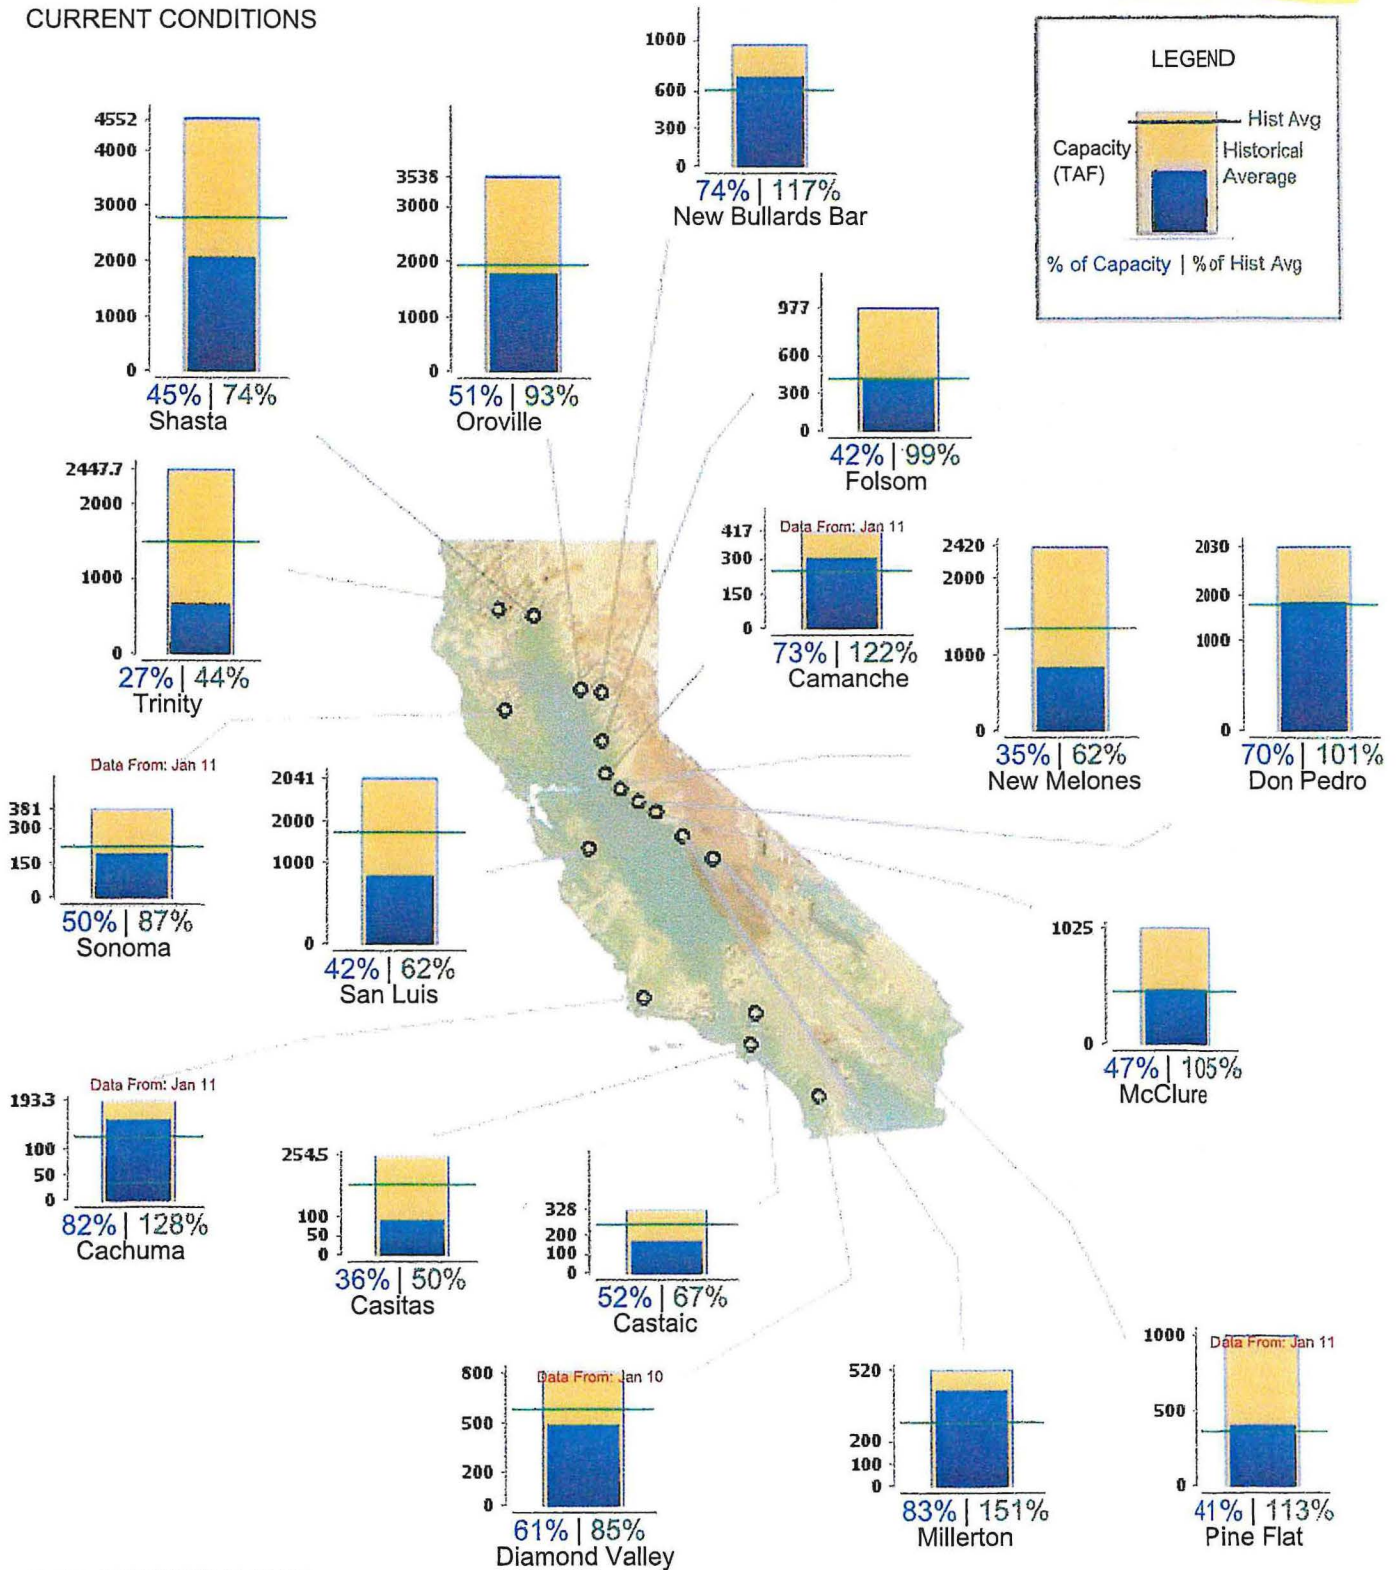 CURRENT CONDITIONS
LEGEND
Hist Avg
Capacity
(TAF)
Historical
Average
% of Capacity | % of Hist Avg
4552
4000
3000
2000
1000
0
45% | 74%
Shasta
3538
3000
2000
1000
0
51% | 93%
Oroville
1000
600
300
0
74% | 117%
New Bullards Bar
977
600
300
0
42% | 99%
Folsom
2447.7
2000
1000
0
27% | 44%
Trinity
Data From: Jan 11
417
300
150
0
73% | 122%
Camanche
2420
2000
1000
0
35% | 62%
New Melones
2030
2000
1000
0
70% | 101%
Don Pedro
Data From: Jan 11
381
300
150
0
50% | 87%
Sonoma
2041
2000
1000
0
42% | 62%
San Luis
1025
0
47% | 105%
McClure
Data From: Jan 11
193.3
100
50
0
82% | 128%
Cachuma
254.5
100
50
0
36% | 50%
Casitas
328
200
100
0
52% | 67%
Castaic
Data From: Jan 10
800
500
200
0
61% | 85%
Diamond Valley
520
200
100
0
83% | 151%
Millerton
Data From: Jan 11
1000
500
0
41% | 113%
Pine Flat